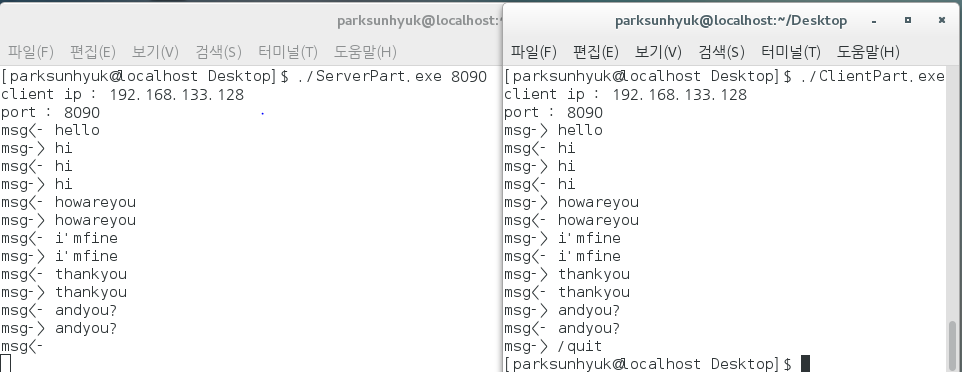 parksunhyuk@localhost:
파일(F) 편집(E) 보기(V) 검색(S) 터미널(T) 도움말(H)
[parksunhyuk@localhost Desktop]$ ./ServerPart.exe 8090
client ip : 192.168.133.128
port : 8090
msg<- hello
msg-> hi
msg<- hi
msg-> hi
msg<- howareyou
msg-> howareyou
msg<- i'mfine
msg-> i'mfine
msg<- thankyou
msg-> thankyou
msg<- andyou?
msg-> andyou?
msg<-
parksunhyuk@localhost:~/Desktop
파일(F) 편집(E) 보기(V) 검색(S) 터미널(T) 도움말(H)
[parksunhyuk@localhost Desktop]$ ./ClientPart.exe
client ip : 192.168.133.128
port : 8090
msg-> hello
msg<- hi
msg-> hi
msg<- hi
msg-> howareyou
msg<- howareyou
msg-> i'mfine
msg<- i'mfine
msg-> thankyou
msg<- thankyou
msg-> andyou?
msg<- andyou?
msg-> /quit
[parksunhyuk@localhost Desktop]$